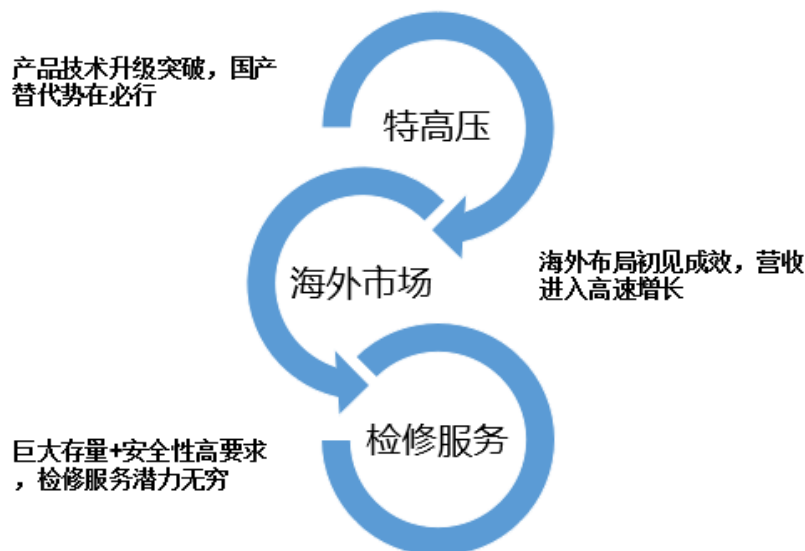 产品技术升级突破，国产
替代势在必行
特高压
海外市场
海外布局初见成效，营收
进入高速增长
检修服务
巨大存量+安全性高要求
，检修服务潜力无穷